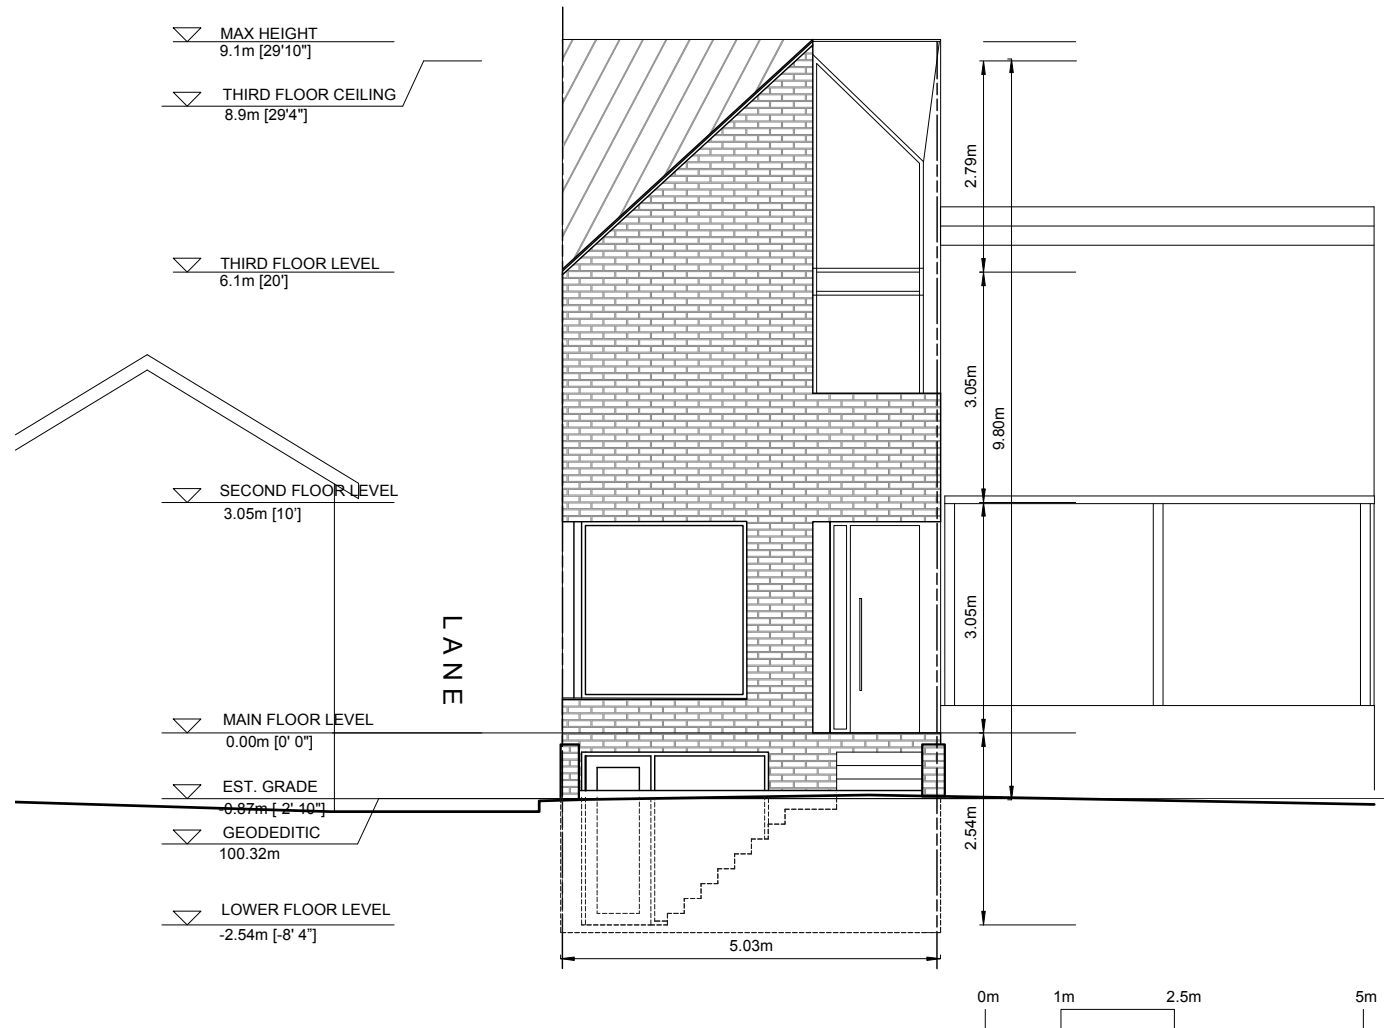 MAX HEIGHT
9.1m [29'10"]
THIRD FLOOR CEILING
8.9m [29'4"]
THIRD FLOOR LEVEL
6.1m [20']
SECOND FLOOR LEVEL
3.05m [10']
LANE
MAIN FLOOR LEVEL
0.00m [0' 0"]
EST. GRADE
-0.87m [-2' 10"]
GEODEDITIC
100.32m
LOWER FLOOR LEVEL
-2.54m [-8' 4”]
2.79m
3.05m
9.80m
3.05m
2.54m
5.03m
0m 1m 2.5m 5m